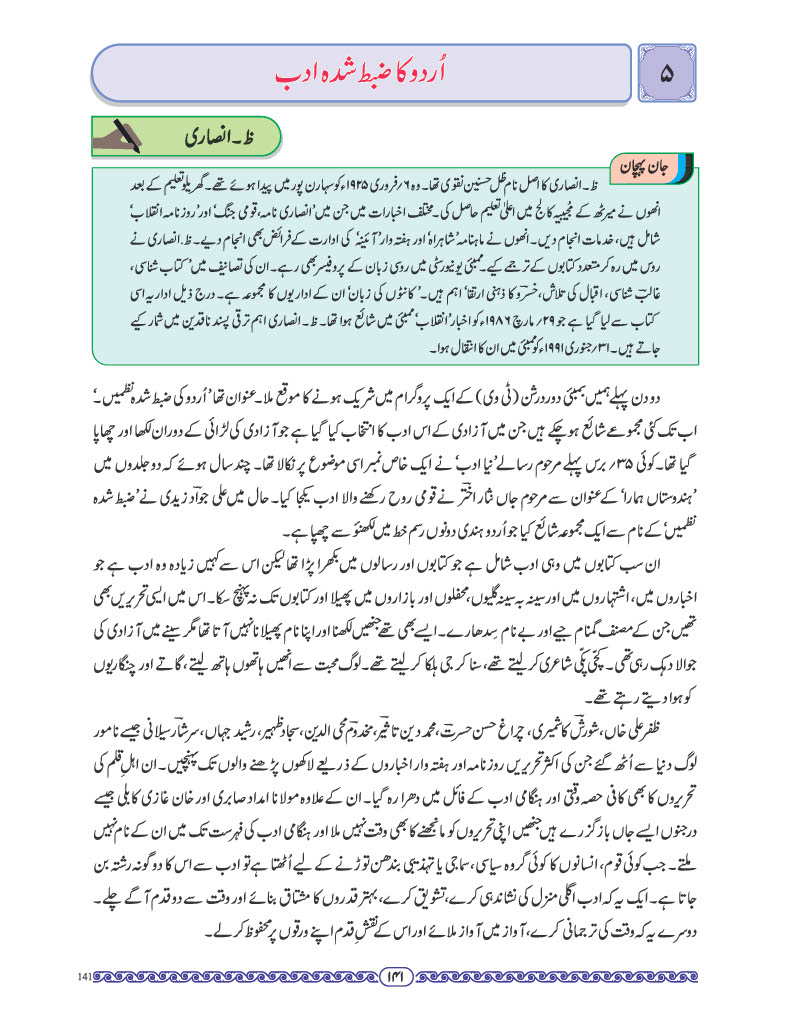 ۵
اُردو کا ضبط شدہ ادب
ظ۔انصاری
جان پہچان
ظ۔انصاری کا اصل نام ظل حسنین نقوی تھا۔ وہ ۶؍فروری ۱۹۲۵ء کو سہارن پور میں پیدا ہوئے تھے۔ گھریلو تعلیم کے بعد
انھوں نے میرٹھ کے مُجیبیہ کالج میں اعلیٰ تعلیم حاصل کی۔ مختلف اخبارات میں جن میں ’انصاری نامہ، قومی جنگ‘ اور ’روزنامہ انقلاب‘
شامل ہیں، خدمات انجام دیں۔ انھوں نے ماہنامہ ’شاہراہ‘ اور ہفتہ وار ’آئینہ‘ کی ادارت کے فرائض بھی انجام دیے۔ ظ.انصاری نے
روس میں رہ کر متعدد کتابوں کے ترجمے کیے۔ ممبئی یونیورسٹی میں روسی زبان کے پروفیسر بھی رہے۔ ان کی تصانیف میں ’کتاب شناسی،
غالبؔ شناسی، اقبال کی تلاش، خسرؔو کا ذہنی ارتقا‘ اہم ہیں۔ ’کانٹوں کی زبان‘ ان کے اداریوں کا مجموعہ ہے۔ درج ذیل اداریہ اسی
کتاب سے لیا گیا ہے جو ۲۹؍ مارچ ۱۹۸۶ء کو اخبار ’انقلاب‘ ممبئی میں شائع ہوا تھا۔ ظ۔انصاری اہم ترقی پسند ناقدین میں شمار کیے
جاتے ہیں۔ ۳۱؍جنوری ۱۹۹۱ء کو ممبئی میں ان کا انتقال ہوا۔
دو دن پہلے ہمیں بمبئی دوردرشن (ٹی وی) کے ایک پروگرام میں شریک ہونے کا موقع ملا۔ عنوان تھا ’اُردو کی ضبط شدہ نظمیں۔‘
اب تک کئی مجموعے شائع ہو چکے ہیں جن میں آزادی کے اس ادب کا انتخاب کیا گیا ہے جو آزادی کی لڑائی کے دوران لکھا اور چھاپا
گیا تھا۔ کوئی ۳۵؍ برس پہلے مرحوم رسالے ’نیا ادب‘ نے ایک خاص نمبر اسی موضوع پر نکالا تھا۔ چند سال ہوئے کہ دو جلدوں میں
’ہندوستاں ہمارا‘ کے عنوان سے مرحوم جاں نثار اخترؔ نے قومی روح رکھنے والا ادب یکجا کیا۔ حال میں علی جوادؔ زیدی نے ’ضبط شدہ
نظمیں‘ کے نام سے ایک مجموعہ شائع کیا جو اُردو ہندی دونوں رسم خط میں لکھنؤ سے چھپا ہے۔
ان سب کتابوں میں وہی ادب شامل ہے جو کتابوں اور رسالوں میں بکھرا پڑا تھا لیکن اس سے کہیں زیادہ وہ ادب ہے جو
اخباروں میں، اشتہاروں میں اور سینہ بہ سینہ گلیوں، محفلوں اور بازاروں میں پھیلا اور کتابوں تک نہ پہنچ سکا۔ اس میں ایسی تحریریں بھی
تھیں جن کے مصنف گمنام جیے اور بے نام سِدھارے۔ ایسے بھی تھے جنھیں لکھنا اور اپنا نام پھیلانا نہیں آتا تھا مگر سینے میں آزادی کی
جوالا دہک رہی تھی۔ کچّی پکّی شاعری کر لیتے تھے، سنا کر جی ہلکا کر لیتے تھے۔ لوگ محبت سے انھیں ہاتھوں ہاتھ لیتے، گاتے اور چنگاریوں
کو ہوا دیتے رہتے تھے۔
ظفر علی خاں، شورشؔ کاشمیری، چراغ حسن حسرتؔ، محمد دین تاثیرؔ، مخدومؔ محی الدین، سجاد ظہیر، رشید جہاں، سرشارؔ سیلانی جیسے نامور
لوگ دنیا سے اُٹھ گئے جن کی اکثر تحریریں روزنامہ اور ہفتہ وار اخباروں کے ذریعے لاکھوں پڑھنے والوں تک پہنچیں۔ ان اہلِ قلم کی
تحریروں کا بھی کافی حصہ وقتی اور ہنگامی ادب کے فائل میں دھرا رہ گیا۔ ان کے علاوہ مولانا امداد صابری اور خان غازی کابلی جیسے
درجنوں ایسے جاں باز گزرے ہیں جنھیں اپنی تحریروں کو مانجھنے کا بھی وقت نہیں ملا اور ہنگامی ادب کی فہرست تک میں ان کے نام نہیں
ملتے۔ جب کوئی قوم، انسانوں کا کوئی گروہ سیاسی، سماجی یا تہذیبی بندھن توڑنے کے لیے اُٹھتا ہے تو ادب سے اس کا دوگونہ رشتہ بن
جاتا ہے۔ ایک یہ کہ ادب اگلی منزل کی نشاندہی کرے، تشویق کرے، بہتر قدروں کا مشتاق بنائے اور وقت سے دو قدم آگے چلے۔
دوسرے یہ کہ وقت کی ترجمانی کرے، آواز میں آواز ملائے اور اس کے نقشِ قدم اپنے ورقوں پر محفوظ کر لے۔
۱۴۱
141